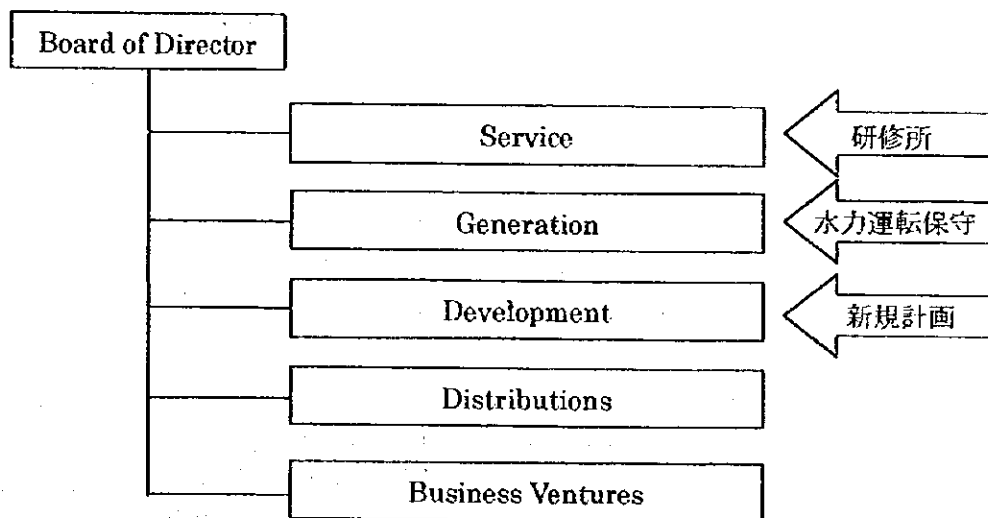 Board of Director
Service
研修所
Generation
水力運転保守
Development
新規計画
Distributions
Business Ventures